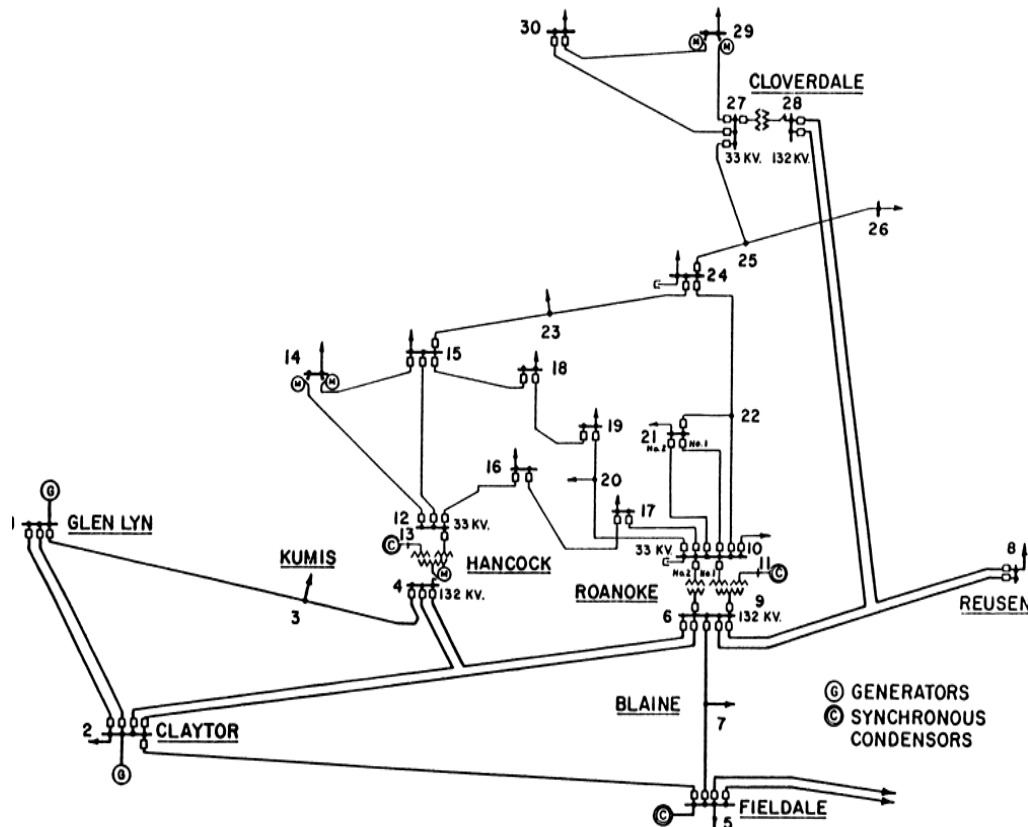 30
29
CLOVERDALE
27
28
33 KV.
132 KV.
26
25
24
23
14
M
M
15
18
19
22
21
No. 2
No. 1
16
20
17
12
33 KV.
13
C
HANCOCK
G
1
GLEN LYN
KUMIS
3
4
M
132 KV.
33 KV.
10
No.2
No.1
11
C
ROANOKE
9
6
132 KV.
8
REUSEN
2
CLAYTOR
G
BLAINE
7
G GENERATORS
C SYNCHRONOUS
CONDENSORS
C
5
FIELDALE
M
M